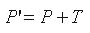 P' = P + T